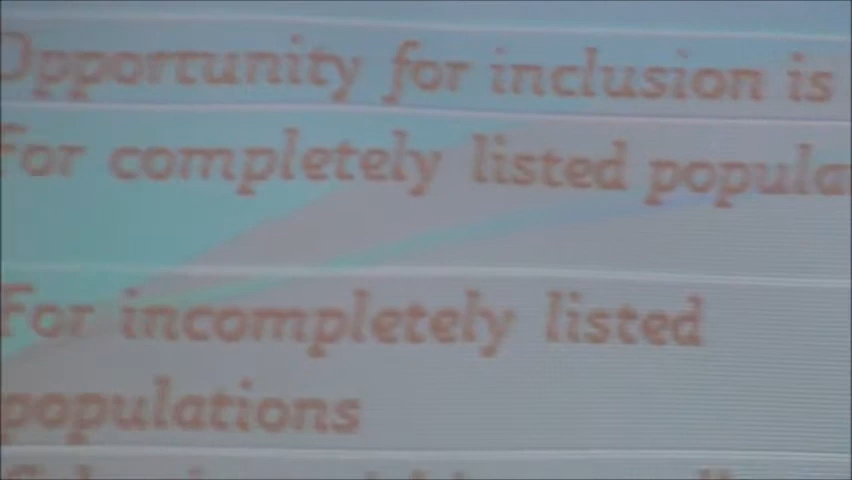 Opportunity for inclusion is
For completely listed popula
For incompletely listed
populations